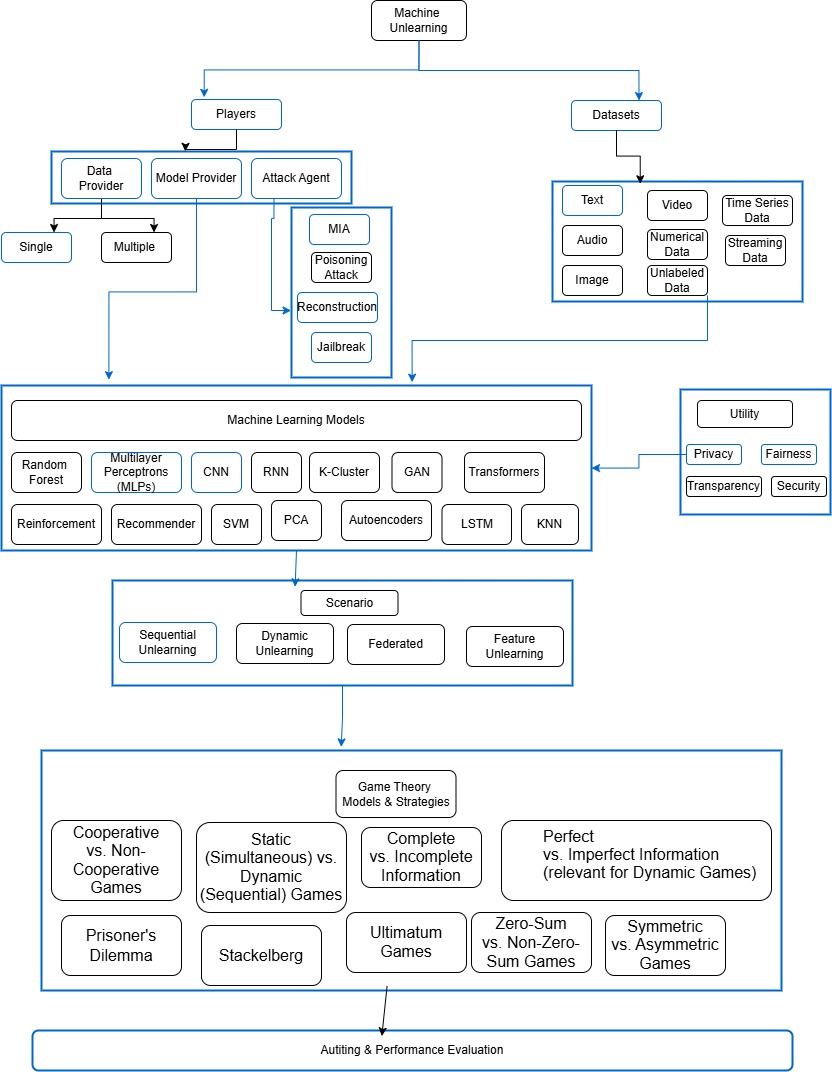 Machine
Unlearning
Players
Datasets
Data
Provider
Model Provider
Attack Agent
Single
Multiple
MIA
Poisoning
Attack
Reconstruction
Jailbreak
Text
Video
Time Series
Data
Audio
Numerical
Data
Streaming
Data
Image
Unlabeled
Data
Machine Learning Models
Random
Forest
Multilayer
Perceptrons
(MLPs)
CNN
RNN
K-Cluster
GAN
Transformers
Reinforcement
Recommender
SVM
PCA
Autoencoders
LSTM
KNN
Utility
Privacy
Fairness
Transparency
Security
Scenario
Sequential
Unlearning
Dynamic
Unlearning
Federated
Feature
Unlearning
Game Theory
Models & Strategies
Cooperative
vs. Non-
Cooperative
Games
Static
(Simultaneous) vs.
Dynamic
(Sequential) Games
Complete
vs. Incomplete
Information
Perfect
vs. Imperfect Information
(relevant for Dynamic Games)
Prisoner's
Dilemma
Stackelberg
Ultimatum
Games
Zero-Sum
vs. Non-Zero-
Sum Games
Symmetric
vs. Asymmetric
Games
Autiting & Performance Evaluation